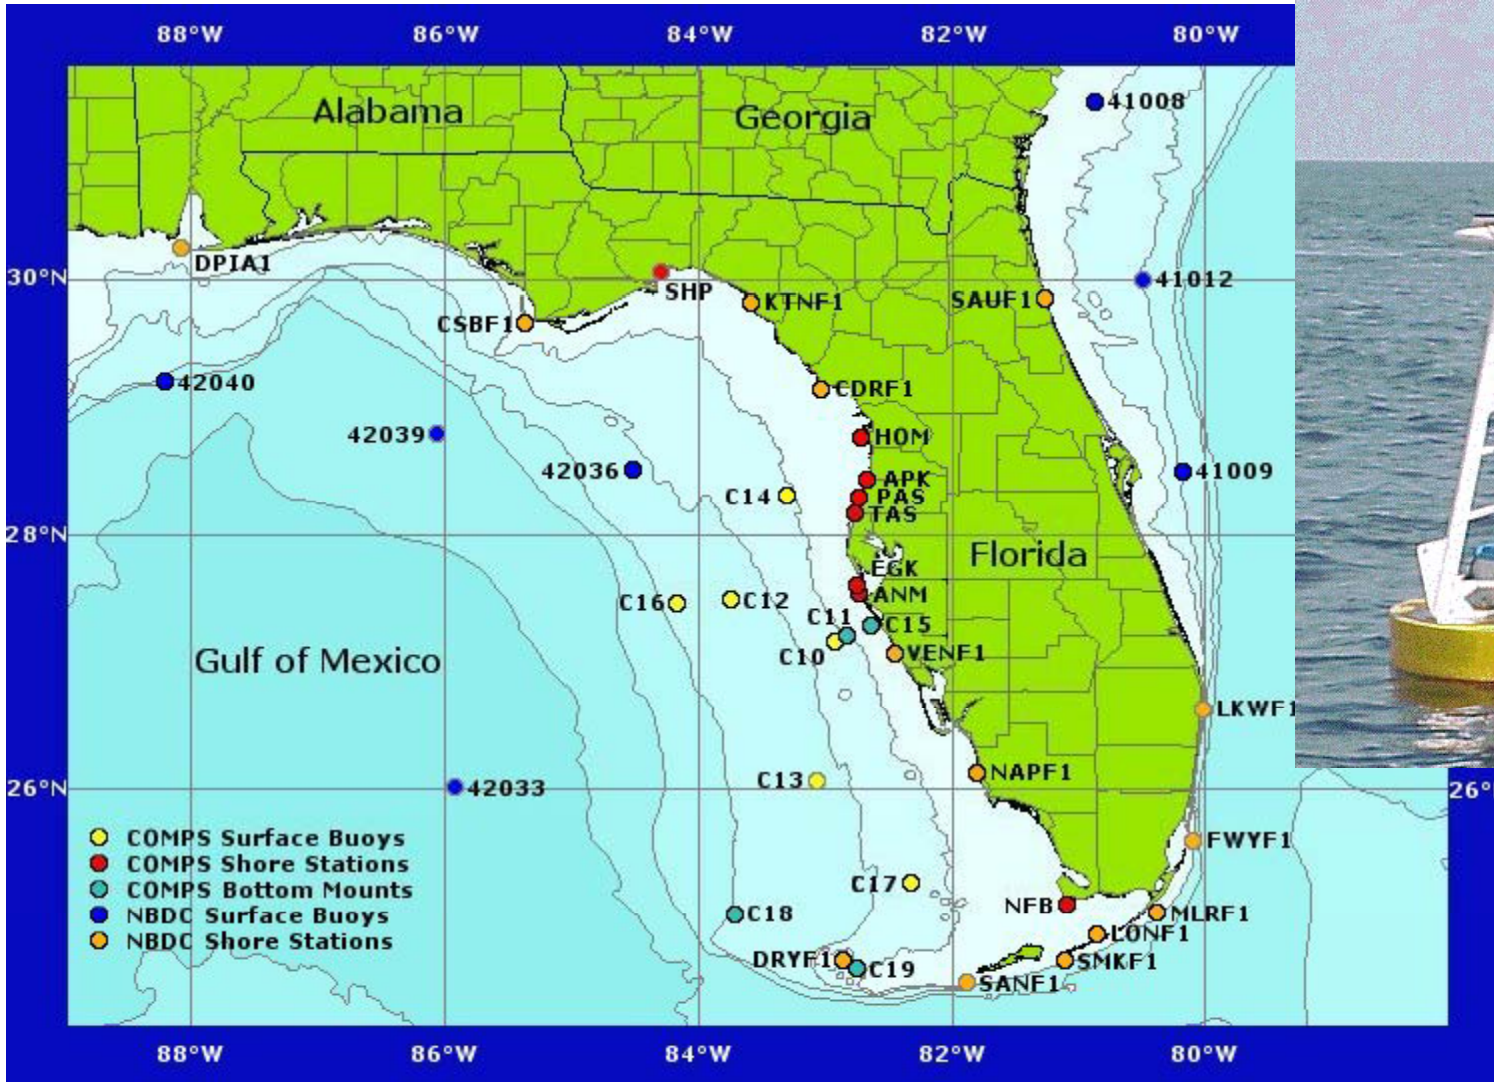 88°W 86°W 84°W 82°W 80°W
Alabama
Georgia
41008
DPIA1
30°N
SHP
KTNF1
SAUF1
41012
CSBF1
42040
CDRF1
42039
HOM
42036
41009
APK
C14
PAS
TAS
28°N
Florida
EGK
ANM
C16
C12
C11
C15
C10
VENF1
Gulf of Mexico
LKWF1
NAPF1
C13
26°N
42033
26°
COMPS Surface Buoys
COMPS Shore Stations
COMPS Bottom Mounts
NBDC Surface Buoys
NBDC Shore Stations
FWYF1
C17
NFB
MLRF1
C18
LONF1
DRYF1
C19
SMKF1
SANF1
88°W 86°W 84°W 82°W 80°W